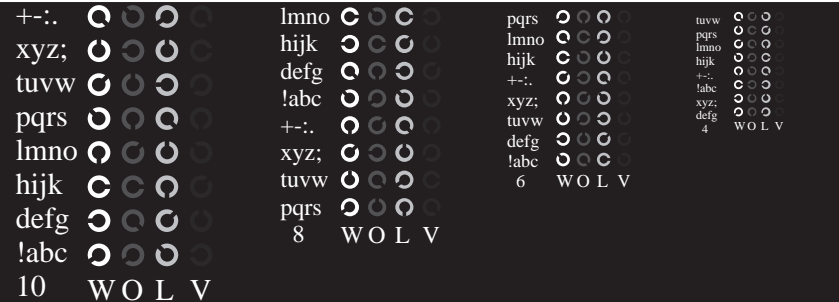 +-:.
xyz;
tuvw
pqrs
lmno
hijk
defg
!abc
10 W O L V
lmno
hijk
defg
!abc
+-:.
xyz;
tuvw
pqrs
8 W O L V
pqrs
lmno
hijk
+-:.
xyz;
tuvw
defg
!abc
6 W O L V
tuvw
pqrs
lmno
hijk
+-:.
!abc
xyz;
defg
4 W O L V